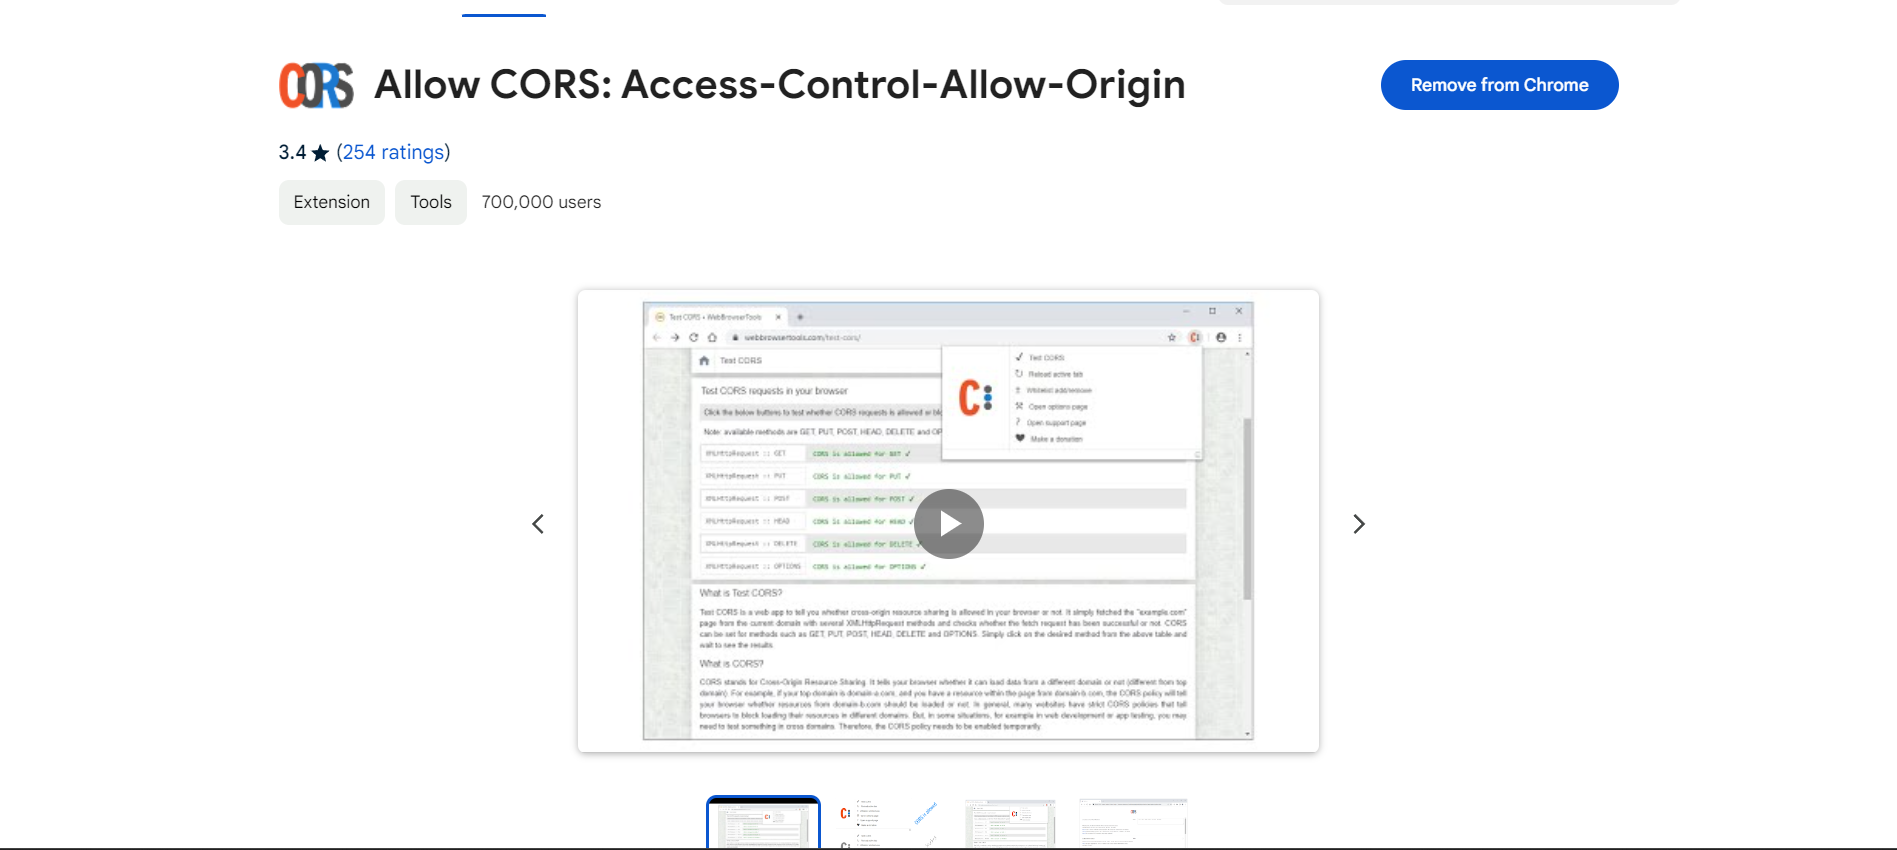 CORS Allow CORS: Access-Control-Allow-Origin
Remove from Chrome
3.4 ★ (254 ratings)
Extension Tools 700,000 users
Test CORS • WebBrowserTools
webbrowsertools.com/test-cors/
Test CORS
C
Test CORS
Reload active tab
Whitelist add/remove
Open options page
Open support page
Make a donation
Test CORS requests in your browser
Click the below buttons to test whether CORS requests is allowed or
Note: available methods are GET, PUT, POST, HEAD, DELETE and
XMLHttpRequest :: GET CORS is allowed for GET ✓
XMLHttpRequest :: PUT CORS is allowed for PUT ✓
XMLHttpRequest :: POST CORS is allowed for POST ✓
XMLHttpRequest :: HEAD CORS is allowed for HEAD ✓
XMLHttpRequest :: DELETE CORS is allowed for DELETE ✓
XMLHttpRequest :: OPTIONS CORS is allowed for OPTIONS ✓
What is Test CORS?
Test CORS is a web app to tell you whether cross-origin resource sharing is allowed in your browser or not. It simply fetched the "example.com"
page from the current domain with several XMLHttpRequest methods and checks whether the fetch request has been successful or not. CORS
can be set for methods such as GET, PUT, POST, HEAD, DELETE and OPTIONS. Simply click on the desired method from the above table and
wait to see the results.
What is CORS?
CORS stands for Cross-Origin Resource Sharing. It tells your browser whether it can load data from a different domain or not (different from top
domain). For example, if your top domain is domain-a.com, and you have a resource within the page from domain-b.com, the CORS policy will tell
your browser whether resources from domain-b.com should be loaded or not. In general, many websites have strict CORS policies that tell
browsers to block loading their resources in different domains. But, in some situations, for example in web development or app testing, you may
need to test something in cross domains. Therefore, the CORS policy needs to be enabled temporarily.